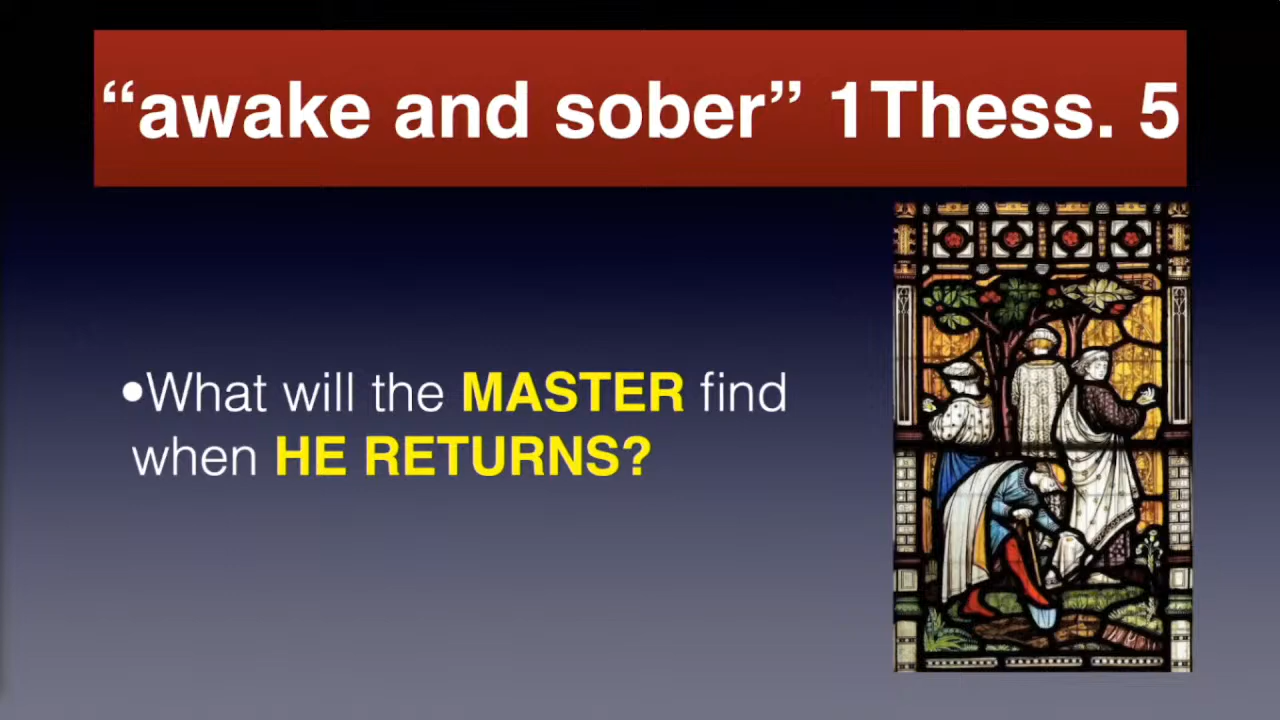 “awake and sober” 1Thess. 5
•What will the MASTER find
when HE RETURNS?